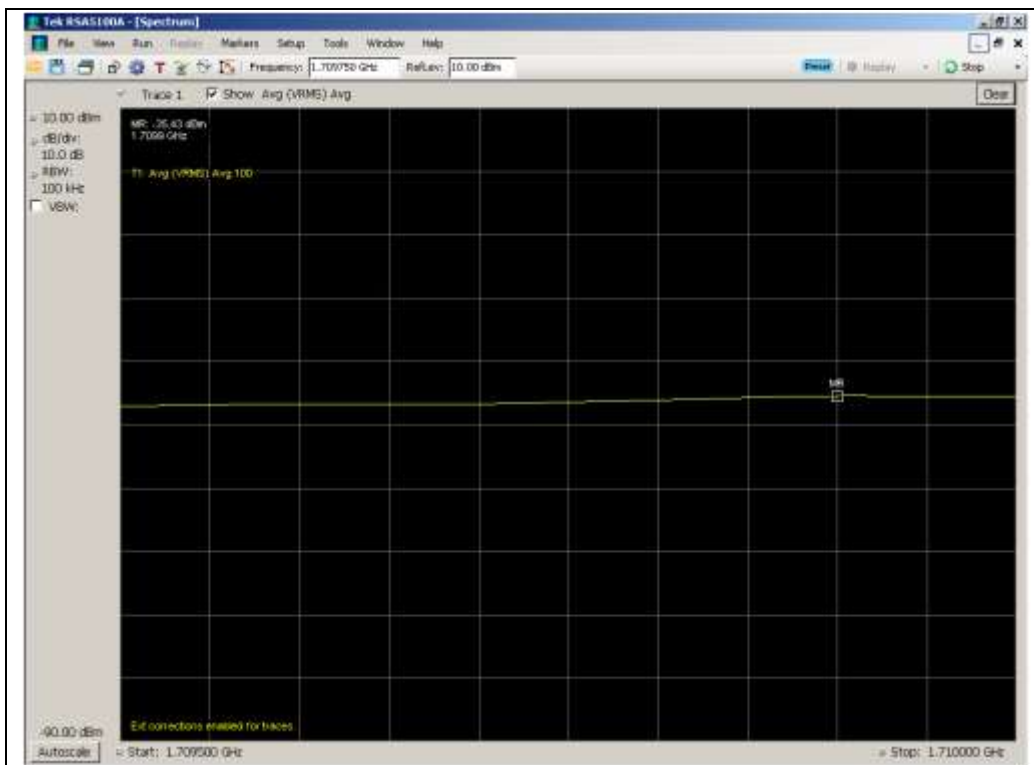 Tek RSA5100A - [Spectrum]
File View Run Replay Markers Setup Tools Window Help
Frequency: 1.709750 GHz RefLev: 10.00 dBm Preset Replay Stop
Trace 1 Show Avg (VRMS) Avg Clear
10.00 dBm
dB/div:
10.0 dB
RBW:
100 kHz
VBW:
MR: -35.43 dBm
1.7099 GHz
T1: Avg (VRMS) Avg:100
MR
Ext corrections enabled for traces
-90.00 dBm
Autoscale Start: 1.709500 GHz Stop: 1.710000 GHz